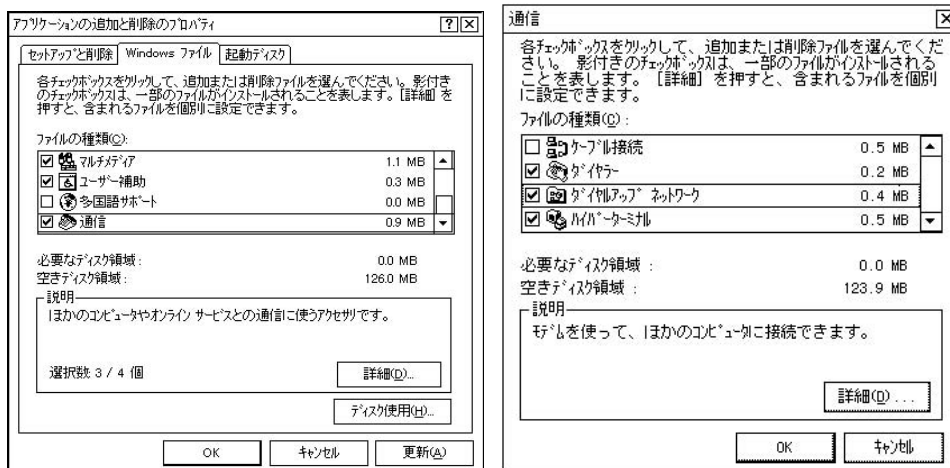 アプリケーションの追加と削除のプロパティ
セットアップと削除
Windows ファイル
起動ディスク
各チェックボックスをクリックして、追加または削除ファイルを選んでください。影付き
のチェックボックスは、一部のファイルがインストールされることを表します。[詳細] を
押すと、含まれるファイルを個別に設定できます。
ファイルの種類(C):
マルチメディア 1.1 MB
ユーザー補助 0.3 MB
多国語サポート 0.0 MB
通信 0.9 MB
必要なディスク領域: 0.0 MB
空きディスク領域: 126.0 MB
説明
ほかのコンピュータやオンライン サービスとの通信に使うアクセサリです。
選択数: 3 / 4 個
詳細(D)...
ディスク使用(H)...
OK
キャンセル
更新(A)
通信
各チェックボックスをクリックして、追加または削除ファイルを選んでくだ
さい。 影付きのチェックボックスは、一部のファイルがインストールされる
ことを表します。 [詳細] を押すと、含まれるファイルを個別
に設定できます。
ファイルの種類(C):
ケーブル接続 0.5 MB
ダイヤラー 0.2 MB
ダイヤルアップ ネットワーク 0.4 MB
ハイパーターミナル 0.5 MB
必要なディスク領域 : 0.0 MB
空きディスク領域 : 123.9 MB
説明
モデムを使って、ほかのコンピュータに接続できます。
詳細(D)...
OK
キャンセル